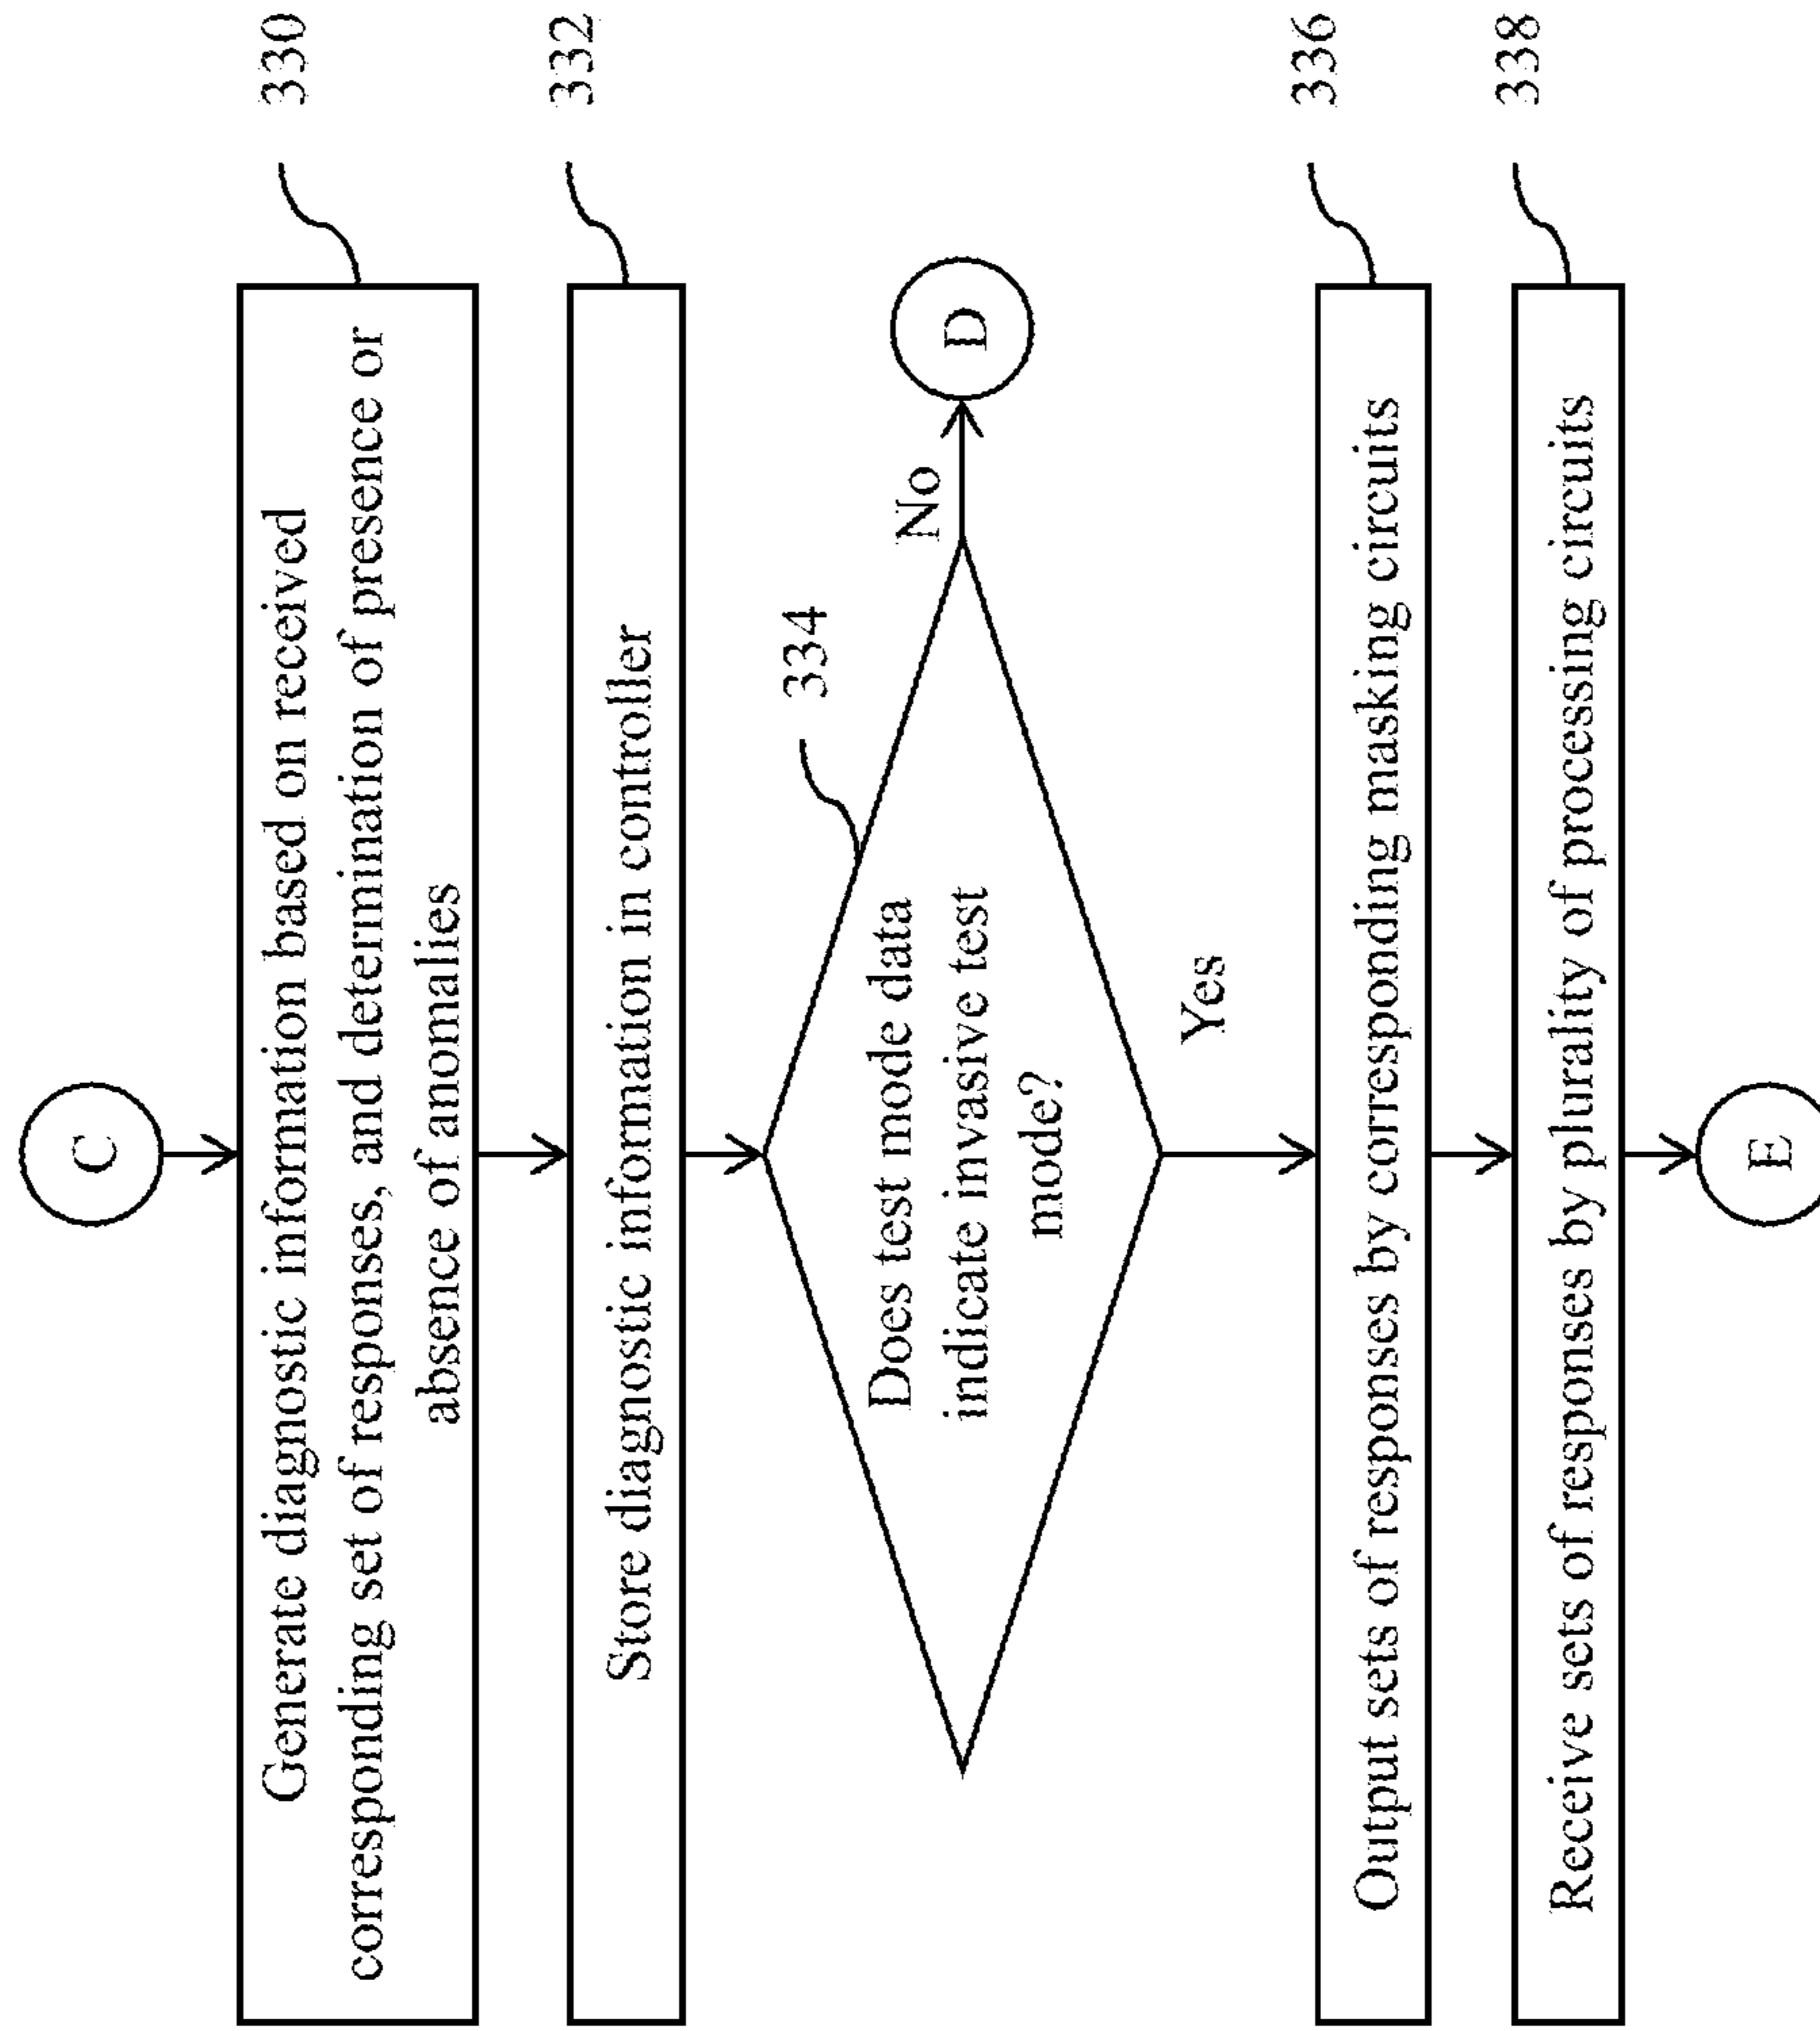 C
330
Generate diagnostic information based on received
corresponding set of responses, and determination of presence or
absence of anomalies
332
Store diagnostic information in controller
334
Does test mode data
indicate invasive test
mode?
No
D
Yes
336
Output sets of responses by corresponding masking circuits
338
Receive sets of responses by plurality of processing circuits
E